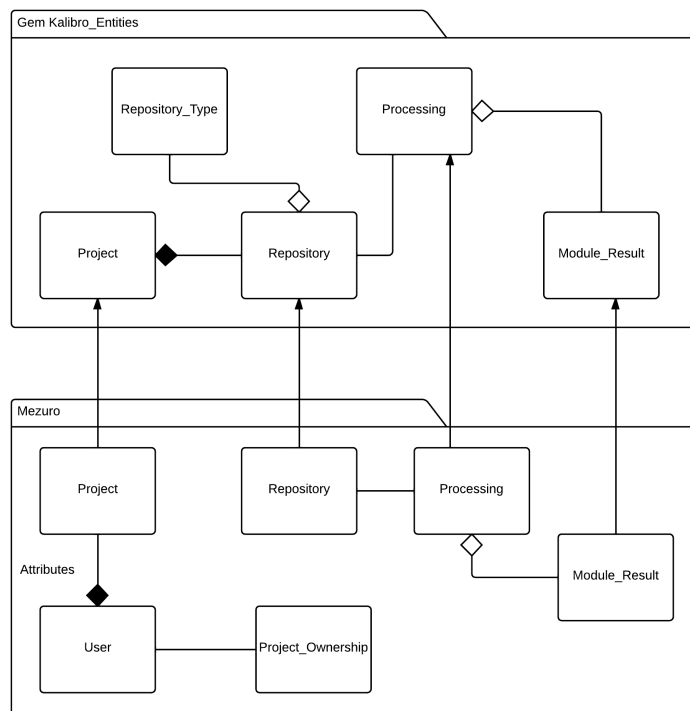 Gem Kalibro_Entities
Repository_Type
Processing
Project
Repository
Module_Result
Mezuro
Project
Repository
Processing
Attributes
Module_Result
User
Project_Ownership